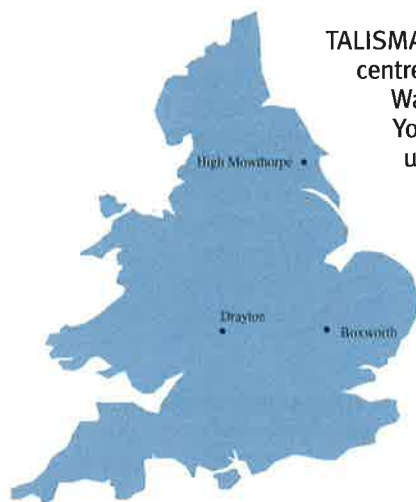 TALISMA
centre
Wa
Yo
u
High Mowthorpe
Drayton
Boxworth